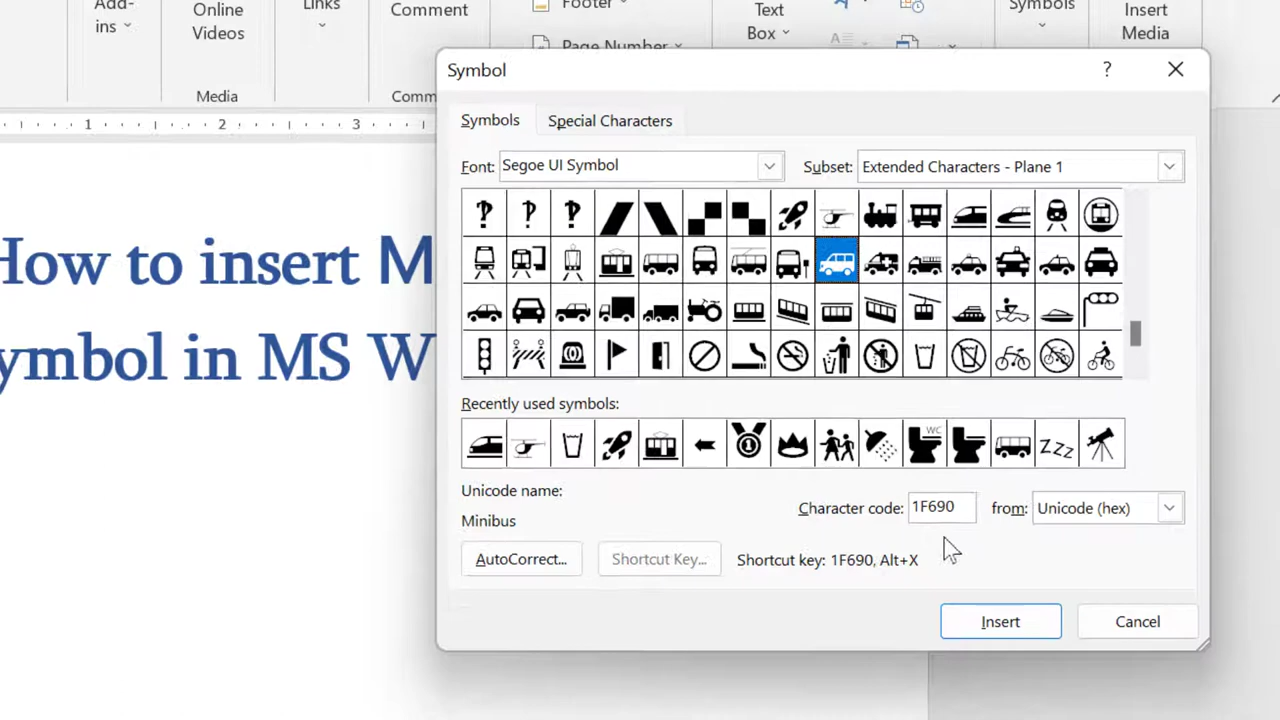 Add-
ins
Online
Videos
Links
Comment
Footer
Page Number
Text
Box
Symbols
Insert
Media
Media
Comm
1 2 3
How to insert M
ymbol in MS W
Symbol
?
Symbols Special Characters
Font: Segoe UI Symbol Subset: Extended Characters - Plane 1
Recently used symbols:
WC
Zzz
Unicode name:
Minibus
Character code: 1F690 from: Unicode (hex)
AutoCorrect... Shortcut Key... Shortcut key: 1F690, Alt+X
Insert Cancel